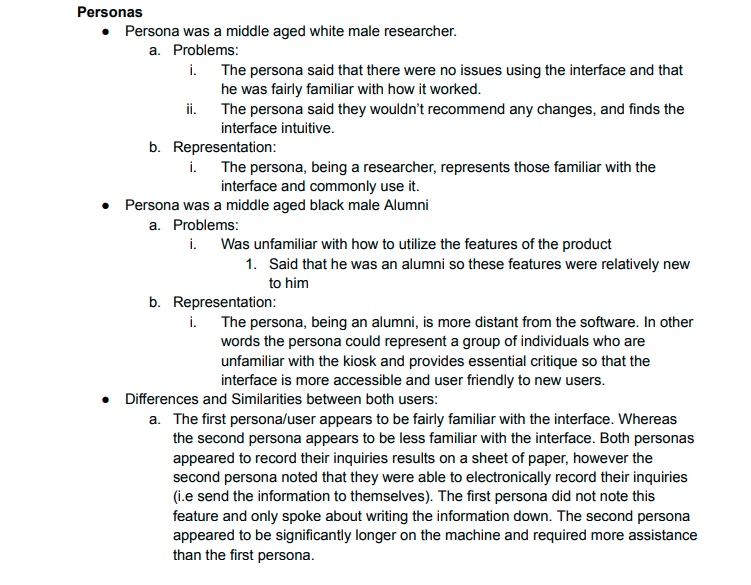 Personas
● Persona was a middle aged white male researcher.
a. Problems:
i. The persona said that there were no issues using the interface and that
he was fairly familiar with how it worked.
ii. The persona said they wouldn't recommend any changes, and finds the
interface intuitive.
b. Representation:
i. The persona, being a researcher, represents those familiar with the
interface and commonly use it.
● Persona was a middle aged black male Alumni
a. Problems:
i. Was unfamiliar with how to utilize the features of the product
1. Said that he was an alumni so these features were relatively new
to him
b. Representation:
i. The persona, being an alumni, is more distant from the software. In other
words the persona could represent a group of individuals who are
unfamiliar with the kiosk and provides essential critique so that the
interface is more accessible and user friendly to new users.
● Differences and Similarities between both users:
a. The first persona/user appears to be fairly familiar with the interface. Whereas
the second persona appears to be less familiar with the interface. Both personas
appeared to record their inquiries results on a sheet of paper, however the
second persona noted that they were able to electronically record their inquiries
(i.e send the information to themselves). The first persona did not note this
feature and only spoke about writing the information down. The second persona
appeared to be significantly longer on the machine and required more assistance
than the first persona.